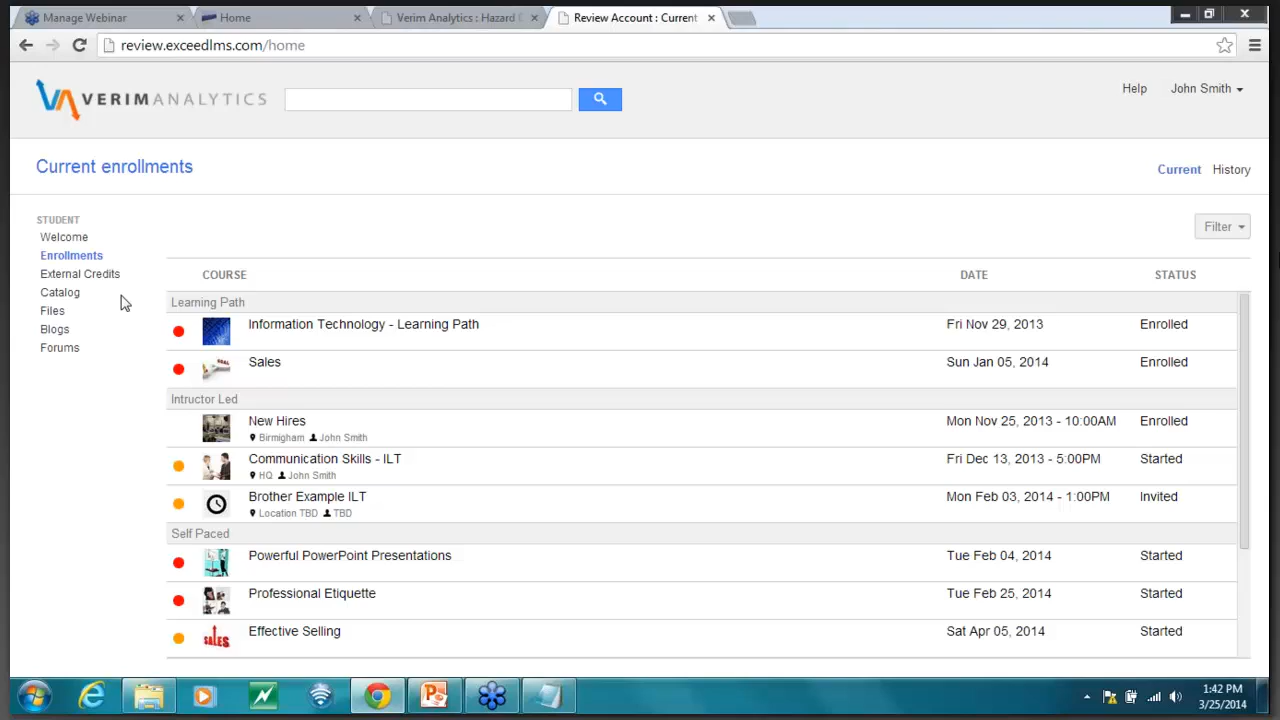 Manage Webinar
Home
Verim Analytics : Hazard
Review Account : Current
review.exceedlms.com/home
VERIMANALYTICS
Help
John Smith
Current enrollments
Current
History
STUDENT
Welcome
Enrollments
External Credits
Catalog
Files
Blogs
Forums
Filter
COURSE DATE STATUS
Learning Path
Information Technology - Learning Path Fri Nov 29, 2013 Enrolled
Sales Sun Jan 05, 2014 Enrolled
Intructor Led
New Hires Mon Nov 25, 2013 - 10:00AM Enrolled
Birmigham John Smith
Communication Skills - ILT Fri Dec 13, 2013 - 5:00PM Started
HQ John Smith
Brother Example ILT Mon Feb 03, 2014 - 1:00PM Invited
Location TBD TBD
Self Paced
Powerful PowerPoint Presentations Tue Feb 04, 2014 Started
Professional Etiquette Tue Feb 25, 2014 Started
Effective Selling Sat Apr 05, 2014 Started
SALES
1:42 PM
3/25/2014